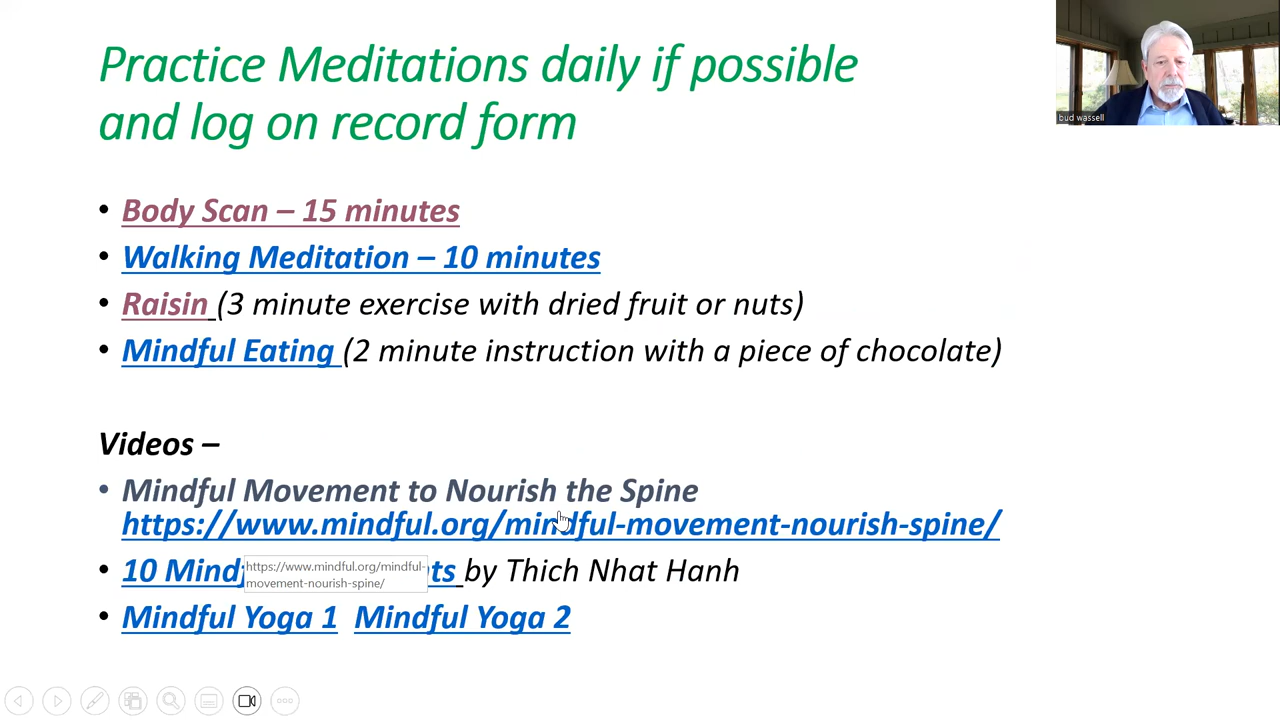 Practice Meditations daily if possible
and log on record form
bud wassell
• Body Scan – 15 minutes
• Walking Meditation – 10 minutes
• Raisin (3 minute exercise with dried fruit or nuts)
• Mindful Eating (2 minute instruction with a piece of chocolate)
Videos –
• Mindful Movement to Nourish the Spine
https://www.mindful.org/mindful-movement-nourish-spine/
• 10 by Thich Nhat Hanh
https://www.mindful.org/mindful-
movement-nourish-spine/
• Mindful Yoga 1 Mindful Yoga 2